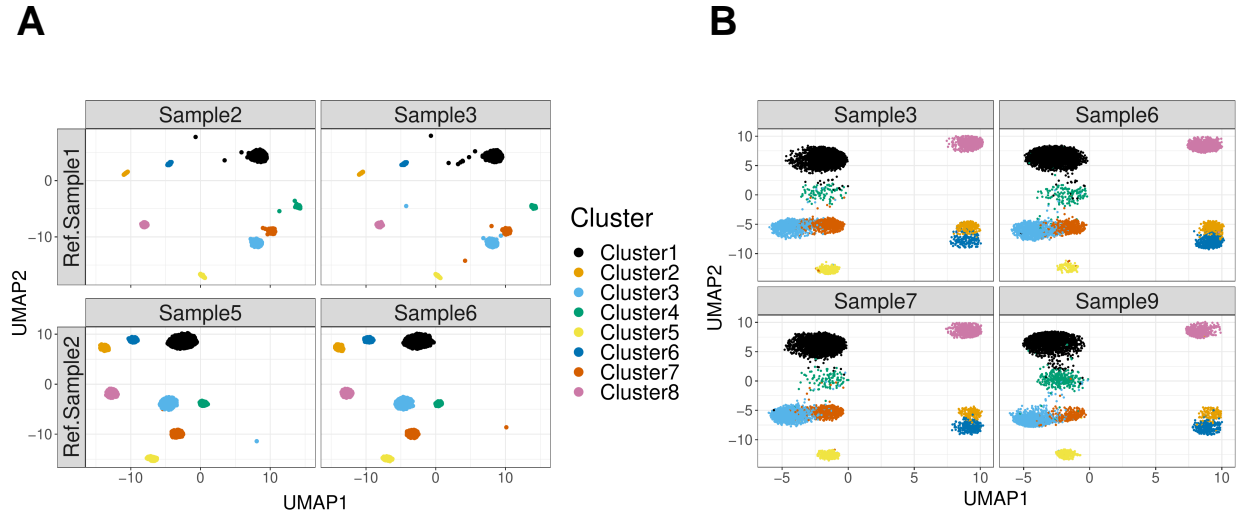 A
B
Sample2
Sample3
Ref.Sample1
0
−10
Sample5
Sample6
Ref.Sample2
10
0
−10
−10
0
10
−10
0
10
UMAP1
UMAP2
Cluster
Cluster1
Cluster2
Cluster3
Cluster4
Cluster5
Cluster6
Cluster7
Cluster8
Sample3
Sample6
10
5
0
−5
−10
Sample7
Sample9
10
5
0
−5
−10
−5
0
5
10
−5
0
5
10
UMAP1
UMAP2